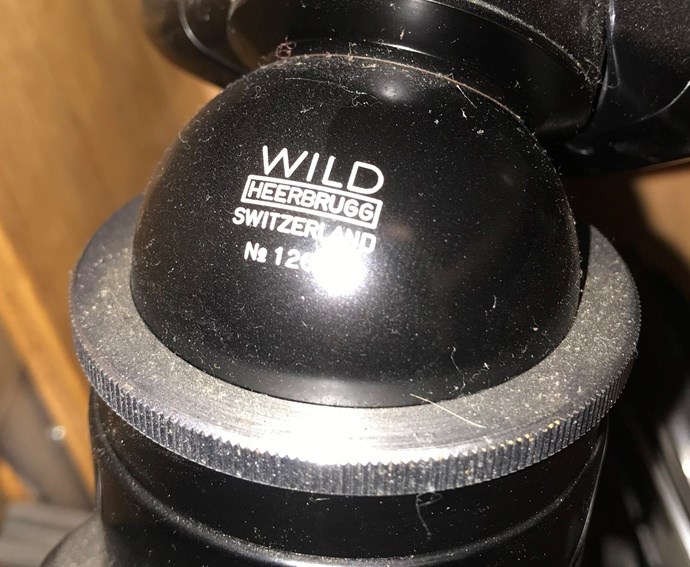 WILD
HEERBRUGG
SWITZERLAND
№ 126